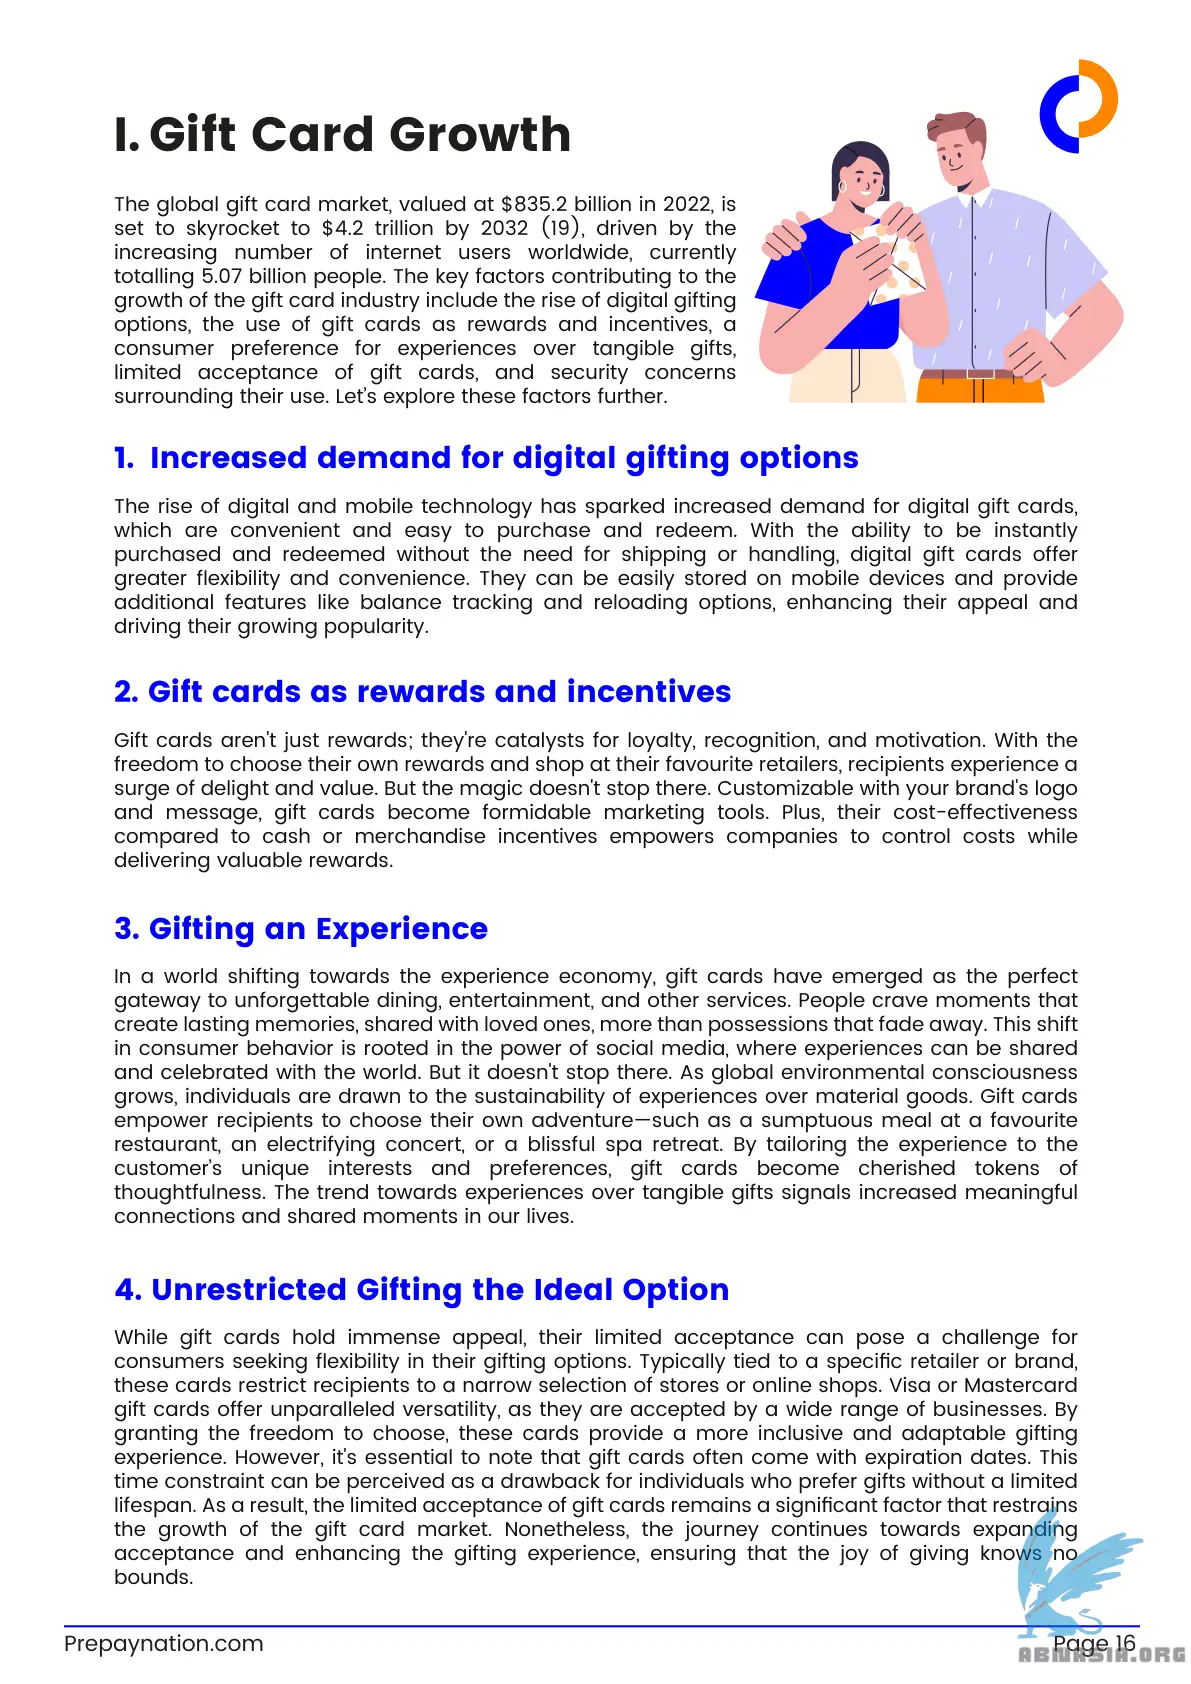 I. Gift Card Growth
The global gift card market, valued at $835.2 billion in 2022, is
set to skyrocket to $4.2 trillion by 2032 (19), driven by the
increasing number of internet users worldwide, currently
totalling 5.07 billion people. The key factors contributing to the
growth of the gift card industry include the rise of digital gifting
options, the use of gift cards as rewards and incentives, a
consumer preference for experiences over tangible gifts,
limited acceptance of gift cards, and security concerns
surrounding their use. Let’s explore these factors further.
1. Increased demand for digital gifting options
The rise of digital and mobile technology has sparked increased demand for digital gift cards,
which are convenient and easy to purchase and redeem. With the ability to be instantly
purchased and redeemed without the need for shipping or handling, digital gift cards offer
greater flexibility and convenience. They can be easily stored on mobile devices and provide
additional features like balance tracking and reloading options, enhancing their appeal and
driving their growing popularity.
2. Gift cards as rewards and incentives
Gift cards aren't just rewards; they're catalysts for loyalty, recognition, and motivation. With the
freedom to choose their own rewards and shop at their favourite retailers, recipients experience a
surge of delight and value. But the magic doesn't stop there. Customizable with your brand's logo
and message, gift cards become formidable marketing tools. Plus, their cost-effectiveness
compared to cash or merchandise incentives empowers companies to control costs while
delivering valuable rewards.
3. Gifting an Experience
In a world shifting towards the experience economy, gift cards have emerged as the perfect
gateway to unforgettable dining, entertainment, and other services. People crave moments that
create lasting memories, shared with loved ones, more than possessions that fade away. This shift
in consumer behavior is rooted in the power of social media, where experiences can be shared
and celebrated with the world. But it doesn't stop there. As global environmental consciousness
grows, individuals are drawn to the sustainability of experiences over material goods. Gift cards
empower recipients to choose their own adventure—such as a sumptuous meal at a favourite
restaurant, an electrifying concert, or a blissful spa retreat. By tailoring the experience to the
customer’s unique interests and preferences, gift cards become cherished tokens of
thoughtfulness. The trend towards experiences over tangible gifts signals increased meaningful
connections and shared moments in our lives.
4. Unrestricted Gifting the Ideal Option
While gift cards hold immense appeal, their limited acceptance can pose a challenge for
consumers seeking flexibility in their gifting options. Typically tied to a specific retailer or brand,
these cards restrict recipients to a narrow selection of stores or online shops. Visa or Mastercard
gift cards offer unparalleled versatility, as they are accepted by a wide range of businesses. By
granting the freedom to choose, these cards provide a more inclusive and adaptable gifting
experience. However, it's essential to note that gift cards often come with expiration dates. This
time constraint can be perceived as a drawback for individuals who prefer gifts without a limited
lifespan. As a result, the limited acceptance of gift cards remains a significant factor that restrains
the growth of the gift card market. Nonetheless, the journey continues towards expanding
acceptance and enhancing the gifting experience, ensuring that the joy of giving knows no
bounds.
Prepaynation.com
Page 16
ABNASIA.ORG